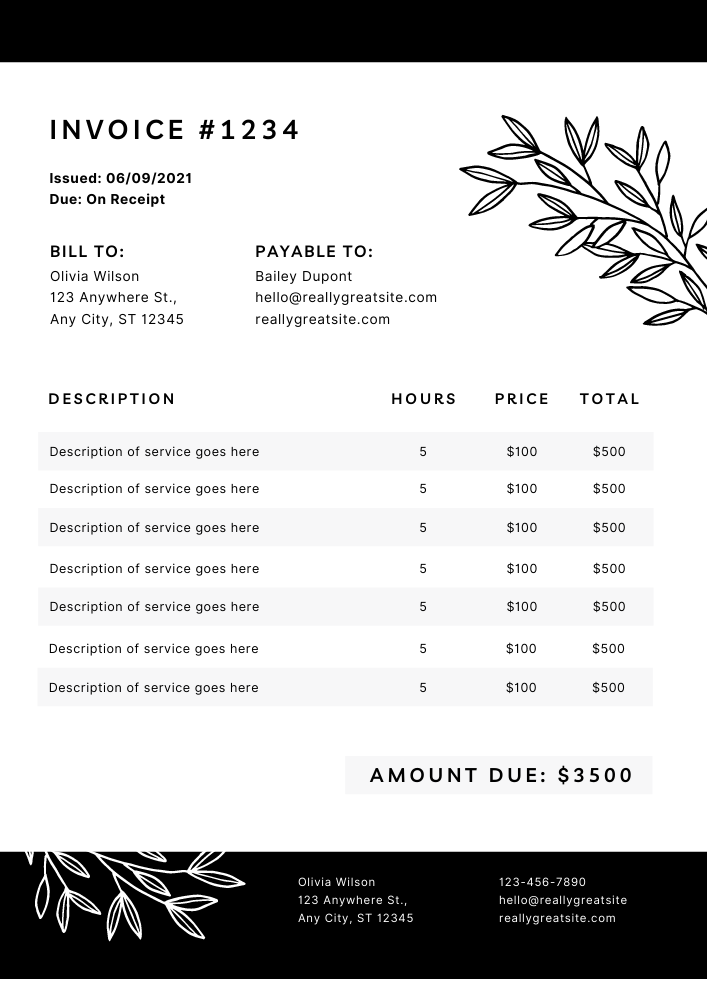 INVOICE #1234
Issued: 06/09/2021
Due: On Receipt
BILL TO:
Olivia Wilson
123 Anywhere St.,
Any City, ST 12345
PAYABLE TO:
Bailey Dupont
hello@reallygreatsite.com
reallygreatsite.com
DESCRIPTION HOURS PRICE TOTAL
Description of service goes here 5 $100 $500
Description of service goes here 5 $100 $500
Description of service goes here 5 $100 $500
Description of service goes here 5 $100 $500
Description of service goes here 5 $100 $500
Description of service goes here 5 $100 $500
Description of service goes here 5 $100 $500
AMOUNT DUE: $3500
Olivia Wilson
123 Anywhere St.,
Any City, ST 12345
123-456-7890
hello@reallygreatsite
reallygreatsite.com